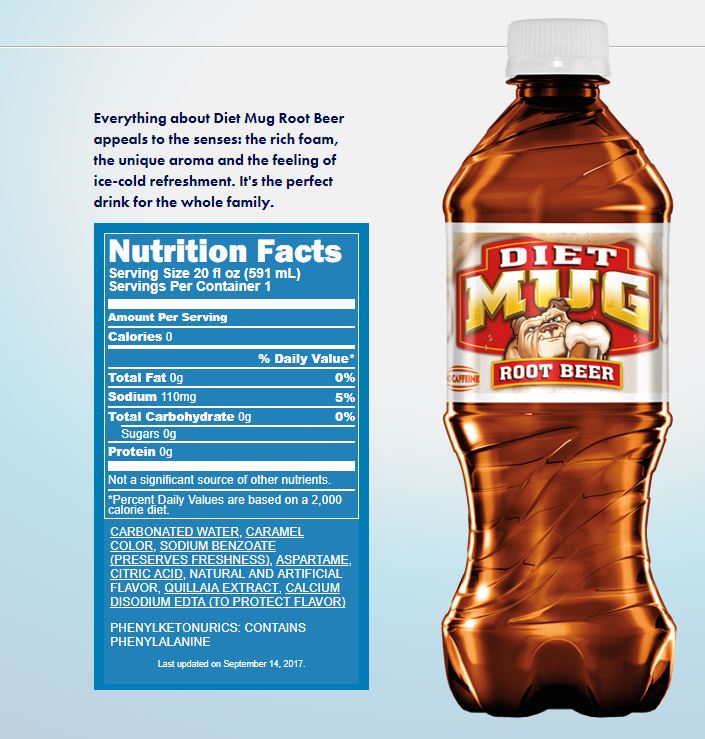 Everything about Diet Mug Root Beer
appeals to the senses: the rich foam,
the unique aroma and the feeling of
ice-cold refreshment. It's the perfect
drink for the whole family.
Nutrition Facts
Serving Size 20 fl oz (591 mL)
Servings Per Container 1
Amount Per Serving
Calories 0
% Daily Value*
Total Fat 0g 0%
Sodium 110mg 5%
Total Carbohydrate 0g 0%
Sugars 0g
Protein 0g
Not a significant source of other nutrients.
*Percent Daily Values are based on a 2,000
calorie diet.
CARBONATED WATER, CARAMEL
COLOR, SODIUM BENZOATE
(PRESERVES FRESHNESS), ASPARTAME,
CITRIC ACID, NATURAL AND ARTIFICIAL
FLAVOR, QUILLAIA EXTRACT, CALCIUM
DISODIUM EDTA (TO PROTECT FLAVOR)
PHENYLKETONURICS: CONTAINS
PHENYLALANINE
Last updated on September 14, 2017.
DIET
MUG
ROOT BEER
CAFFEINE